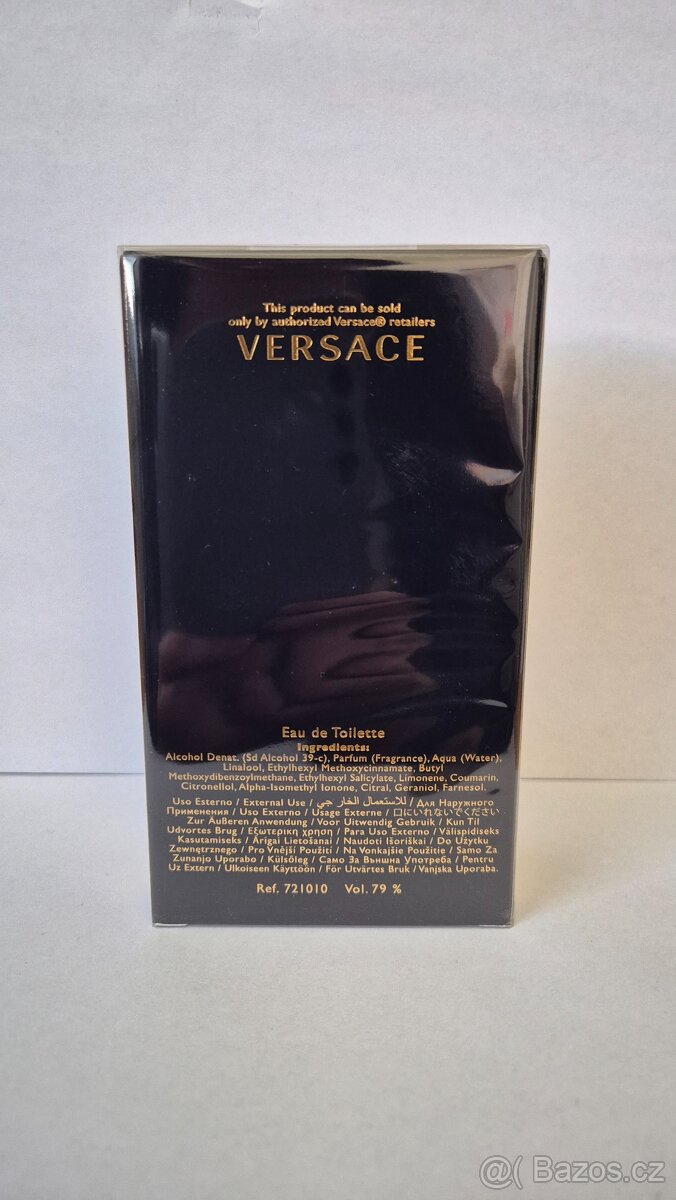 This product can be sold
only by authorized Versace® retailers
VERSACE
Eau de Toilette
Ingredients:
Alcohol Denat. (Sd Alcohol 39-c), Parfum (Fragrance), Aqua (Water),
Linalool, Ethylhexyl Methoxycinnamate, Butyl
Methoxydibenzoylmethane, Ethylhexyl Salicylate, Limonene, Coumarin,
Citronellol, Alpha-Isomethyl Ionone, Citral, Geraniol, Farnesol.
Uso Esterno / External Use / للاستعمال الخارجي / Для Наружного
Применения / Uso Externo / Usage Externe / 口にいれないでください
Zur Äußeren Anwendung / Voor Uitwendig Gebruik / Kun Til
Udvortes Brug / Εξωτερικη χρηση / Para Uso Externo / Välispidiseks
Kasutamiseks / Ārīgai Lietošanai / Naudoti Išoriškai / Do Użytku
Zewnętrznego / Pro Vnější Použití / Na Vonkajšie Použitie / Samo Za
Zunanjo Uporabo / Külsőleg / Само За Външна Употреба / Pentru
Uz Extern / Ulkoiseen Käyttöön / För Utvärtes Bruk / Vanjska Uporaba.
Ref. 721010 Vol. 79 %
@( Bazos.cz